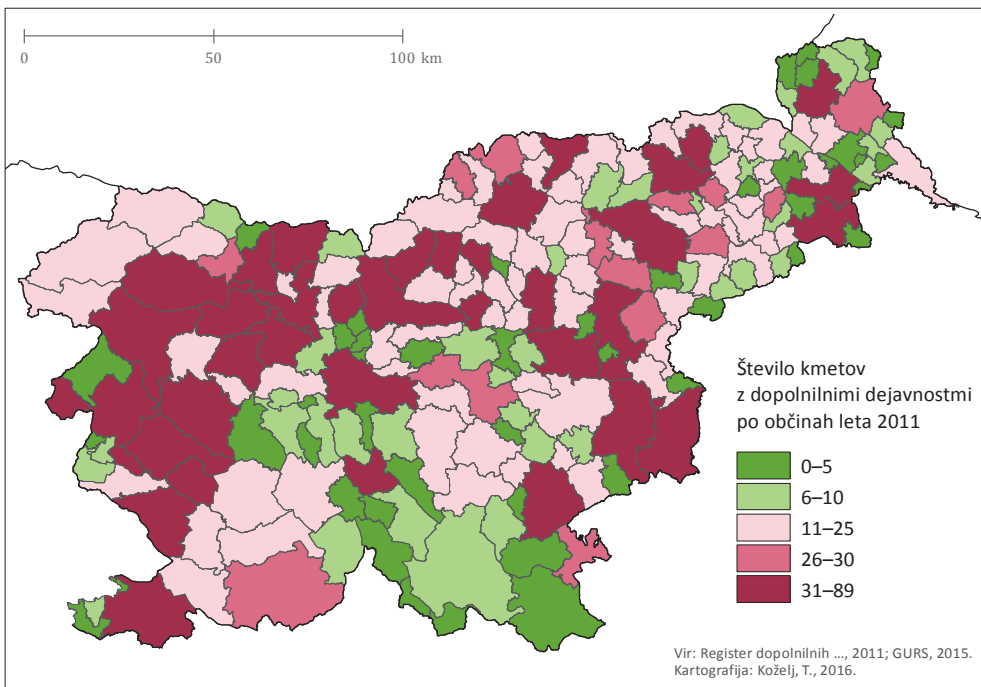 0
50
100 km
Število kmetov
z dopolnilnimi dejavnostmi
po občinah leta 2011
0–5
6–10
11–25
26–30
31–89
Vir: Register dopolnilnih ..., 2011; GURS, 2015.
Kartografija: Koželj, T., 2016.